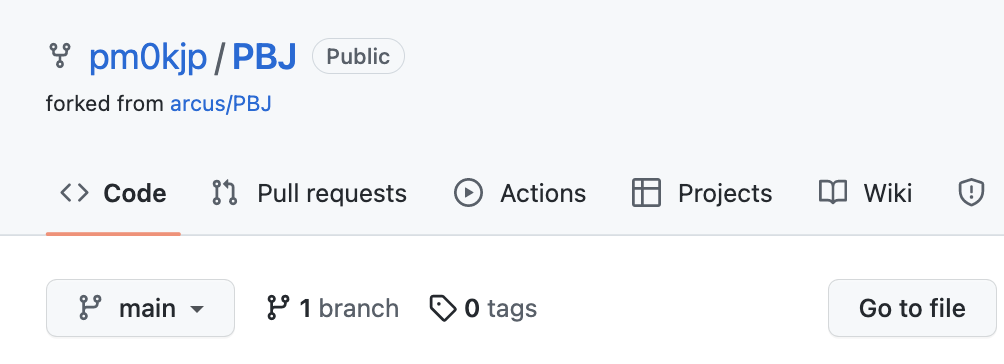 pm0kjp / PBJ Public
forked from arcus/PBJ
Code Pull requests Actions Projects Wiki
main 1 branch 0 tags Go to file